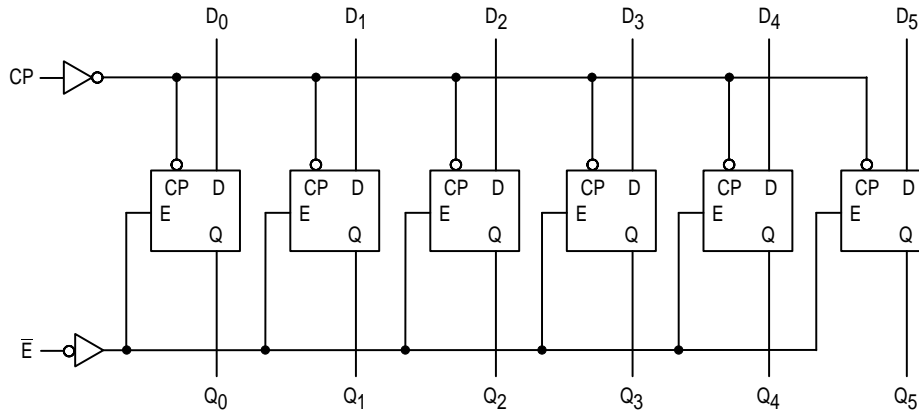 D0 D1 D2 D3 D4 D5
CP
CP D CP D CP D CP D CP D CP D
E E E E E E
Q Q Q Q Q Q
E̅
Q0 Q1 Q2 Q3 Q4 Q5